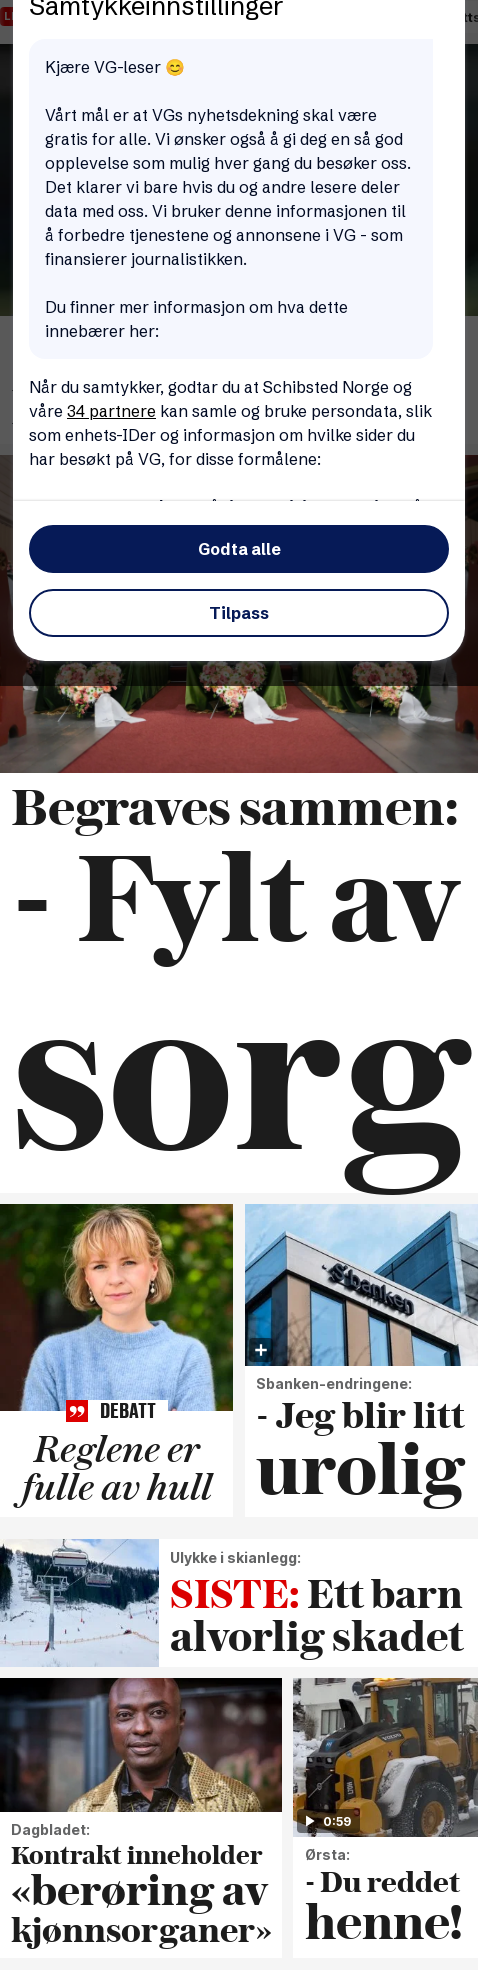 Samtykkeinnstillinger
Kjære VG-leser 😊
Vårt mål er at VGs nyhetsdekning skal være
gratis for alle. Vi ønsker også å gi deg en så god
opplevelse som mulig hver gang du besøker oss.
Det klarer vi bare hvis du og andre lesere deler
data med oss. Vi bruker denne informasjonen til
å forbedre tjenestene og annonsene i VG - som
finansierer journalistikken.
Du finner mer informasjon om hva dette
innebærer her:
Når du samtykker, godtar du at Schibsted Norge og
våre 34 partnere kan samle og bruke persondata, slik
som enhets-IDer og informasjon om hvilke sider du
har besøkt på VG, for disse formålene:
Godta alle
Tilpass
Begraves sammen:
- Fylt av
sorg
DEBATT
Reglene er
fulle av hull
Sbanken
Sbanken-endringene:
- Jeg blir litt
urolig
Ulykke i skianlegg:
SISTE: Ett barn
alvorlig skadet
Dagbladet:
Kontrakt inneholder
«berøring av
kjønnsorganer»
VOLVO
0:59
Ørsta:
- Du reddet
henne!